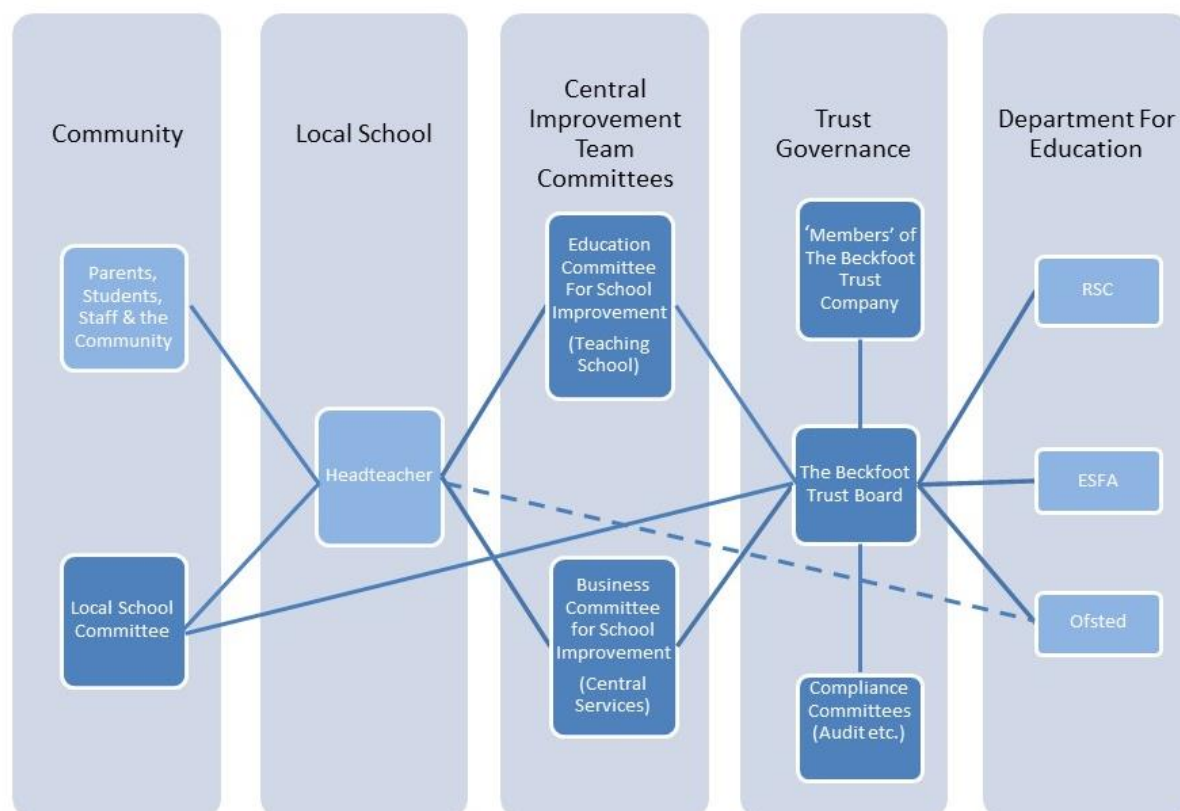 Community
Parents,
Students,
Staff & the
Community
Local School
Committee
Local School
Headteacher
Central
Improvement
Team
Committees
Education
Committee
For School
Improvement
(Teaching
School)
Business
Committee
for School
Improvement
(Central
Services)
Trust
Governance
‘Members’ of
The Beckfoot
Trust
Company
The Beckfoot
Trust Board
Compliance
Committees
(Audit etc.)
Department For
Education
RSC
ESFA
Ofsted